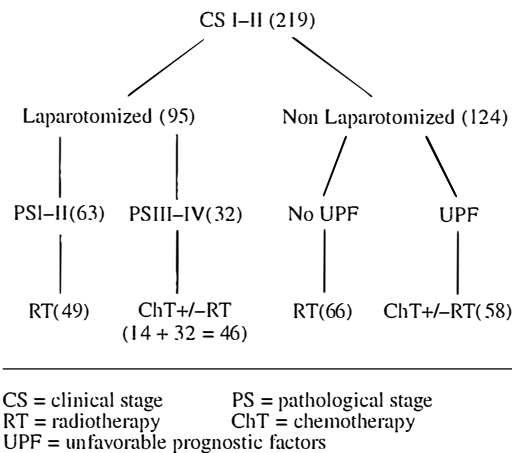 CS I–II (219)
Laparotomized (95)
Non Laparotomized (124)
PSI–II(63)
PSIII–IV(32)
No UPF
UPF
RT(49)
ChT+/–RT
(14 + 32 = 46)
RT(66)
ChT+/–RT(58)
CS = clinical stage
PS = pathological stage
RT = radiotherapy
ChT = chemotherapy
UPF = unfavorable prognostic factors